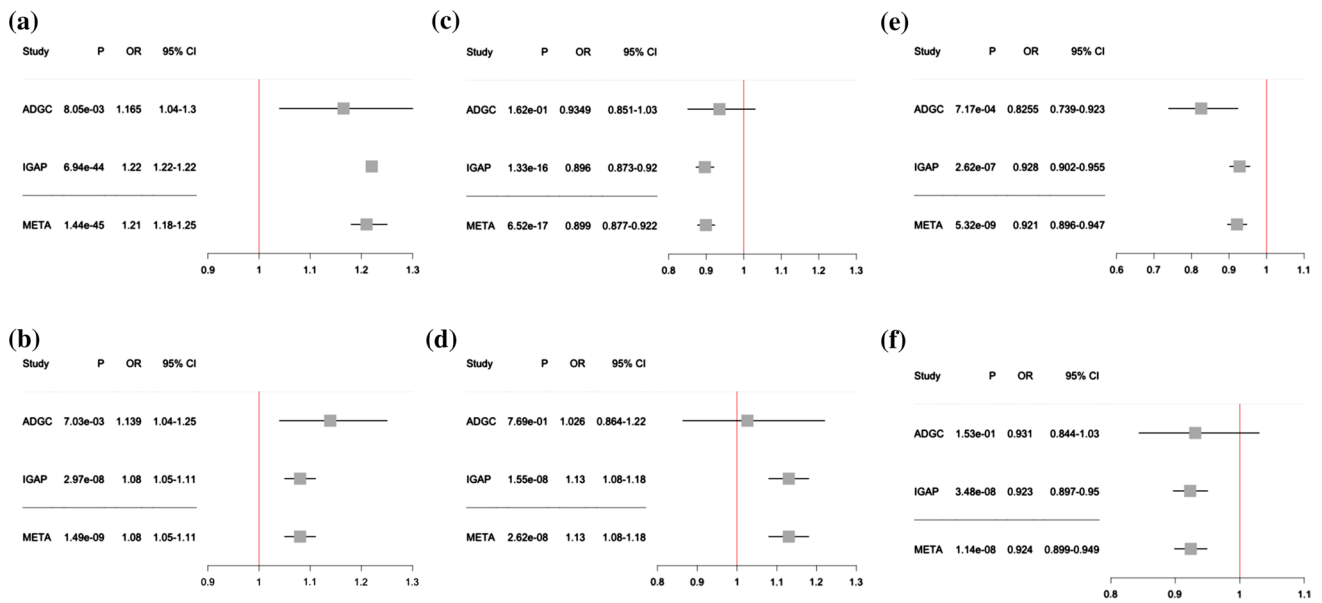 (a)
Study P OR 95% CI
ADGC 8.05e-03 1.165 1.04-1.3
IGAP 6.94e-44 1.22 1.22-1.22
META 1.44e-45 1.21 1.18-1.25
0.9 1 1.1 1.2 1.3
(b)
Study P OR 95% CI
ADGC 7.03e-03 1.139 1.04-1.25
IGAP 2.97e-08 1.08 1.05-1.11
META 1.49e-09 1.08 1.05-1.11
0.9 1 1.1 1.2 1.3
(c)
Study P OR 95% CI
ADGC 1.62e-01 0.9349 0.851-1.03
IGAP 1.33e-16 0.896 0.873-0.92
META 6.52e-17 0.899 0.877-0.922
0.8 0.9 1 1.1 1.2 1.3
(d)
Study P OR 95% CI
ADGC 7.69e-01 1.026 0.864-1.22
IGAP 1.55e-08 1.13 1.08-1.18
META 2.62e-08 1.13 1.08-1.18
0.8 0.9 1 1.1 1.2 1.3
(e)
Study P OR 95% CI
ADGC 7.17e-04 0.8255 0.739-0.923
IGAP 2.62e-07 0.928 0.902-0.955
META 5.32e-09 0.921 0.896-0.947
0.6 0.7 0.8 0.9 1 1.1
(f)
Study P OR 95% CI
ADGC 1.53e-01 0.931 0.844-1.03
IGAP 3.48e-08 0.923 0.897-0.95
META 1.14e-08 0.924 0.899-0.949
0.8 0.9 1 1.1